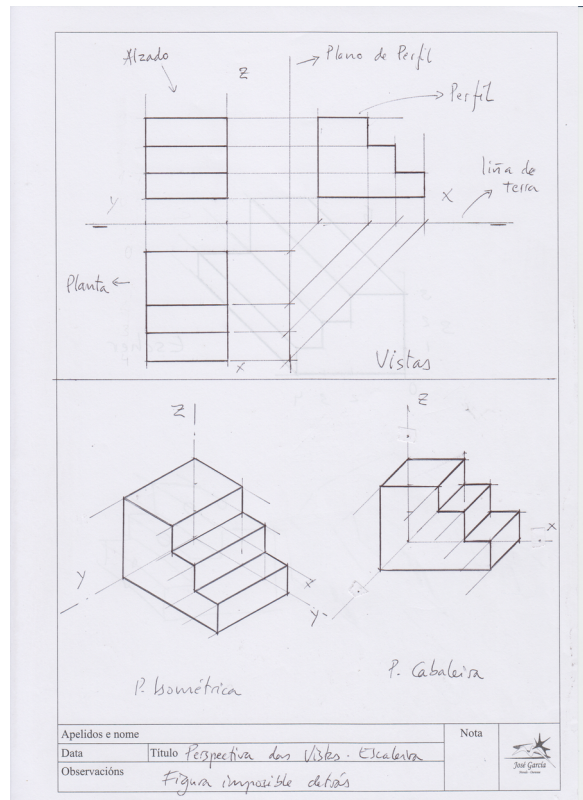 Alzado
Z
Plano de Perfil
Perfil
liña de
terra
Y
X
Planta
X
Vistas
Z
Z
X
Y
X
Y
P. Isométrica
P. Cabaleira
Apelidos e nome
Nota
Data
Título Perspectiva das Vistas. Escaleira
Observacións
Figura imposible detrás
José García